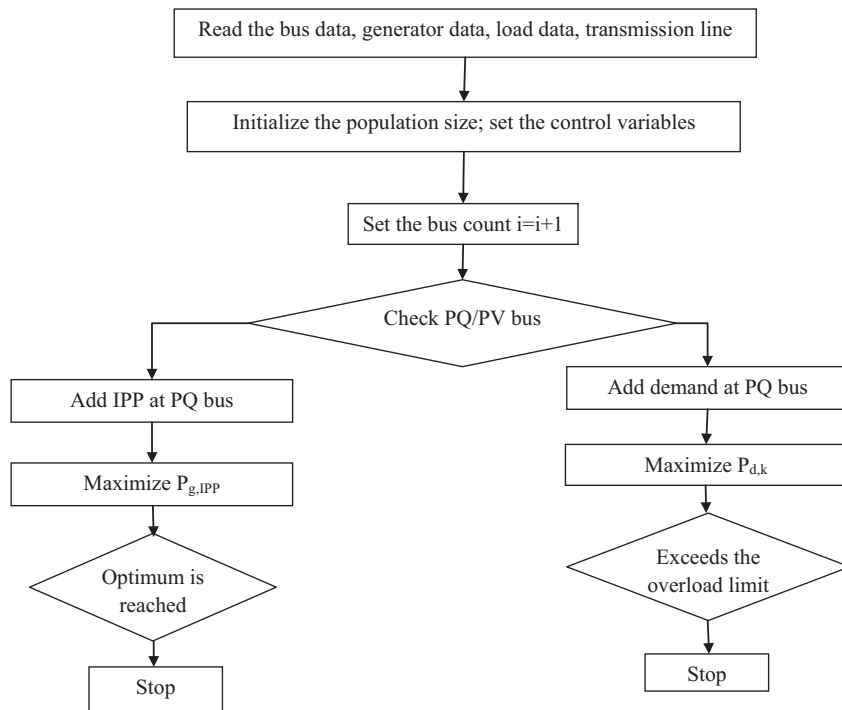 Read the bus data, generator data, load data, transmission line
Initialize the population size; set the control variables
Set the bus count i=i+1
Check PQ/PV bus
Add IPP at PQ bus
Maximize Pg,IPP
Optimum is
reached
Stop
Add demand at PQ bus
Maximize Pd,k
Exceeds the
overload limit
Stop